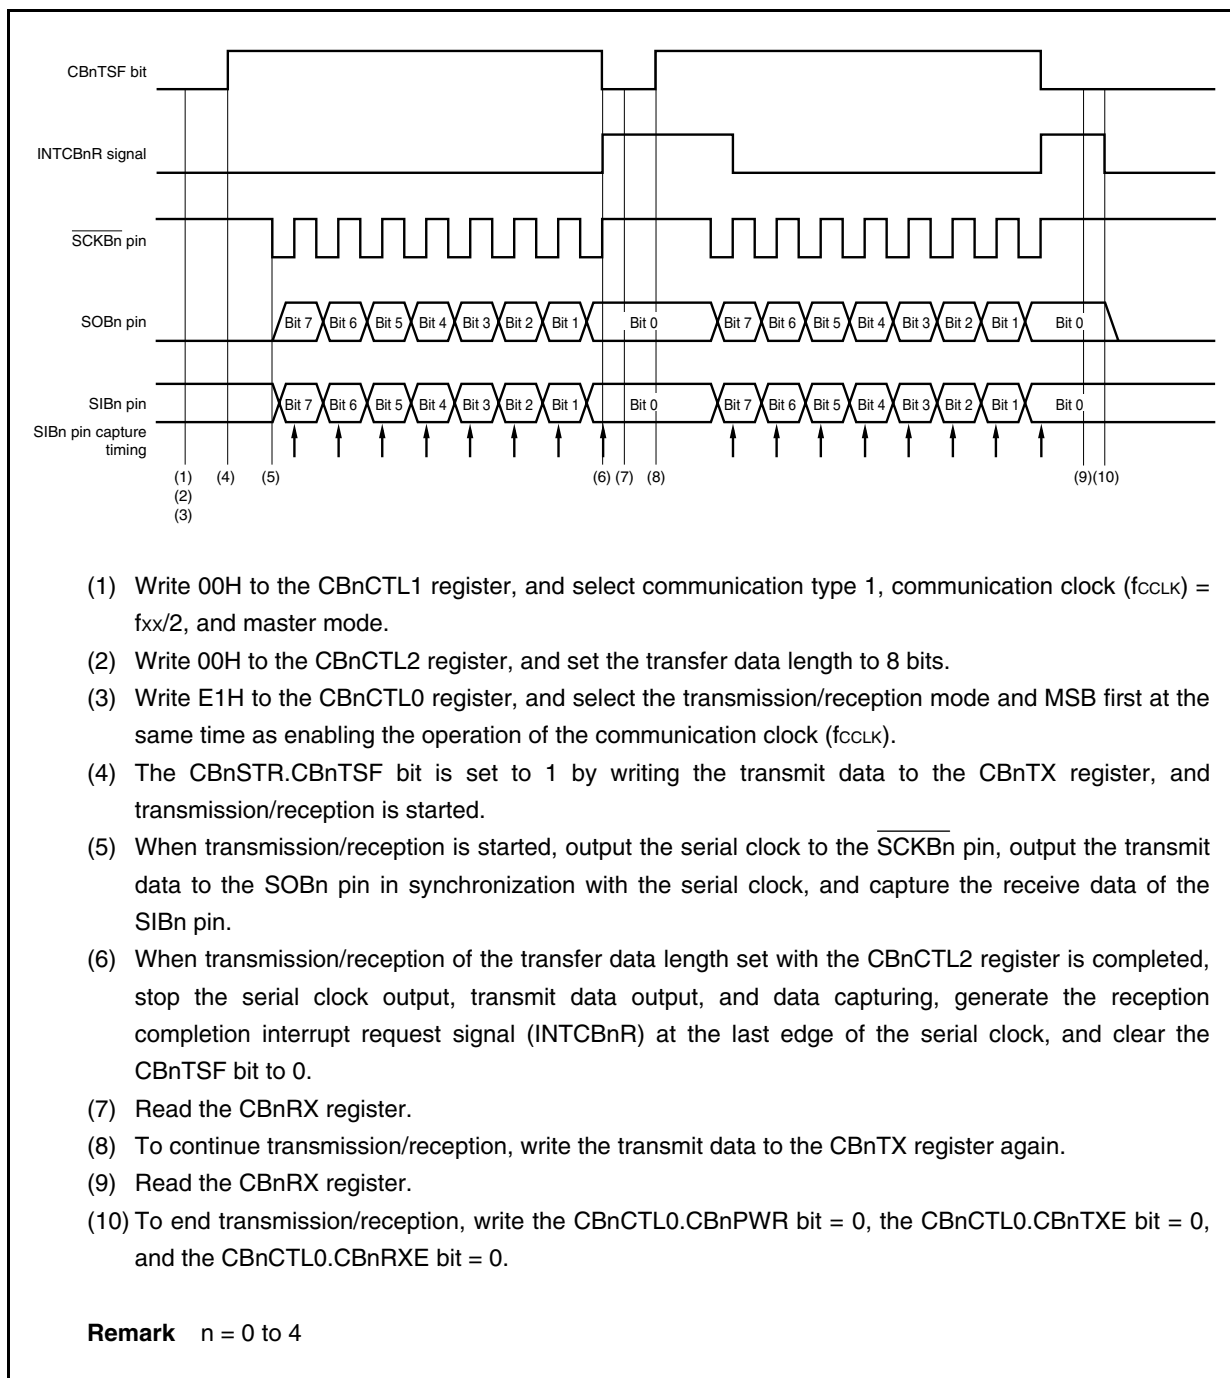 CBnTSF bit
INTCBnR signal
SCKBn pin
SOBn pin
Bit 7 Bit 6 Bit 5 Bit 4 Bit 3 Bit 2 Bit 1 Bit 0 Bit 7 Bit 6 Bit 5 Bit 4 Bit 3 Bit 2 Bit 1 Bit 0
SIBn pin
Bit 7 Bit 6 Bit 5 Bit 4 Bit 3 Bit 2 Bit 1 Bit 0 Bit 7 Bit 6 Bit 5 Bit 4 Bit 3 Bit 2 Bit 1 Bit 0
SIBn pin capture
timing
(1) (4) (5) (6) (7) (8) (9)(10)
(2)
(3)
(1) Write 00H to the CBnCTL1 register, and select communication type 1, communication clock (fCCLK) =
fxx/2, and master mode.
(2) Write 00H to the CBnCTL2 register, and set the transfer data length to 8 bits.
(3) Write E1H to the CBnCTL0 register, and select the transmission/reception mode and MSB first at the
same time as enabling the operation of the communication clock (fCCLK).
(4) The CBnSTR.CBnTSF bit is set to 1 by writing the transmit data to the CBnTX register, and
transmission/reception is started.
(5) When transmission/reception is started, output the serial clock to the SCKBn pin, output the transmit
data to the SOBn pin in synchronization with the serial clock, and capture the receive data of the
SIBn pin.
(6) When transmission/reception of the transfer data length set with the CBnCTL2 register is completed,
stop the serial clock output, transmit data output, and data capturing, generate the reception
completion interrupt request signal (INTCBnR) at the last edge of the serial clock, and clear the
CBnTSF bit to 0.
(7) Read the CBnRX register.
(8) To continue transmission/reception, write the transmit data to the CBnTX register again.
(9) Read the CBnRX register.
(10) To end transmission/reception, write the CBnCTL0.CBnPWR bit = 0, the CBnCTL0.CBnTXE bit = 0,
and the CBnCTL0.CBnRXE bit = 0.
Remark n = 0 to 4